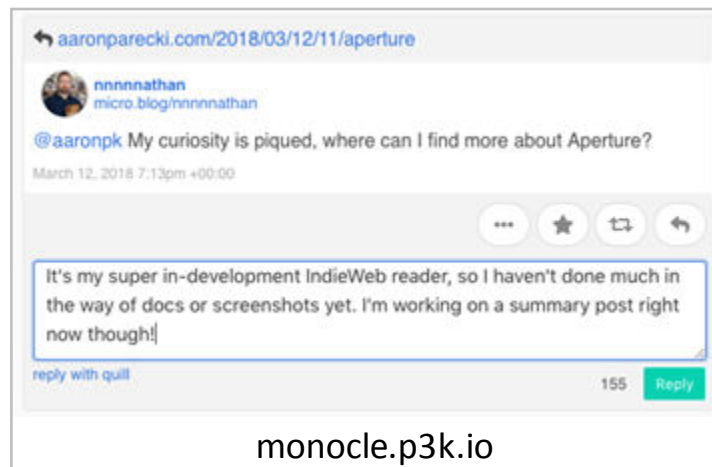 aaronparecki.com/2018/03/12/11/aperture
nnnnnathan
micro.blog/nnnnnathan
@aaronpk My curiosity is piqued, where can I find more about Aperture?
March 12, 2018 7:13pm +00:00
It's my super in-development IndieWeb reader, so I haven't done much in
the way of docs or screenshots yet. I'm working on a summary post right
now though!
reply with quill
155 Reply
monocle.p3k.io